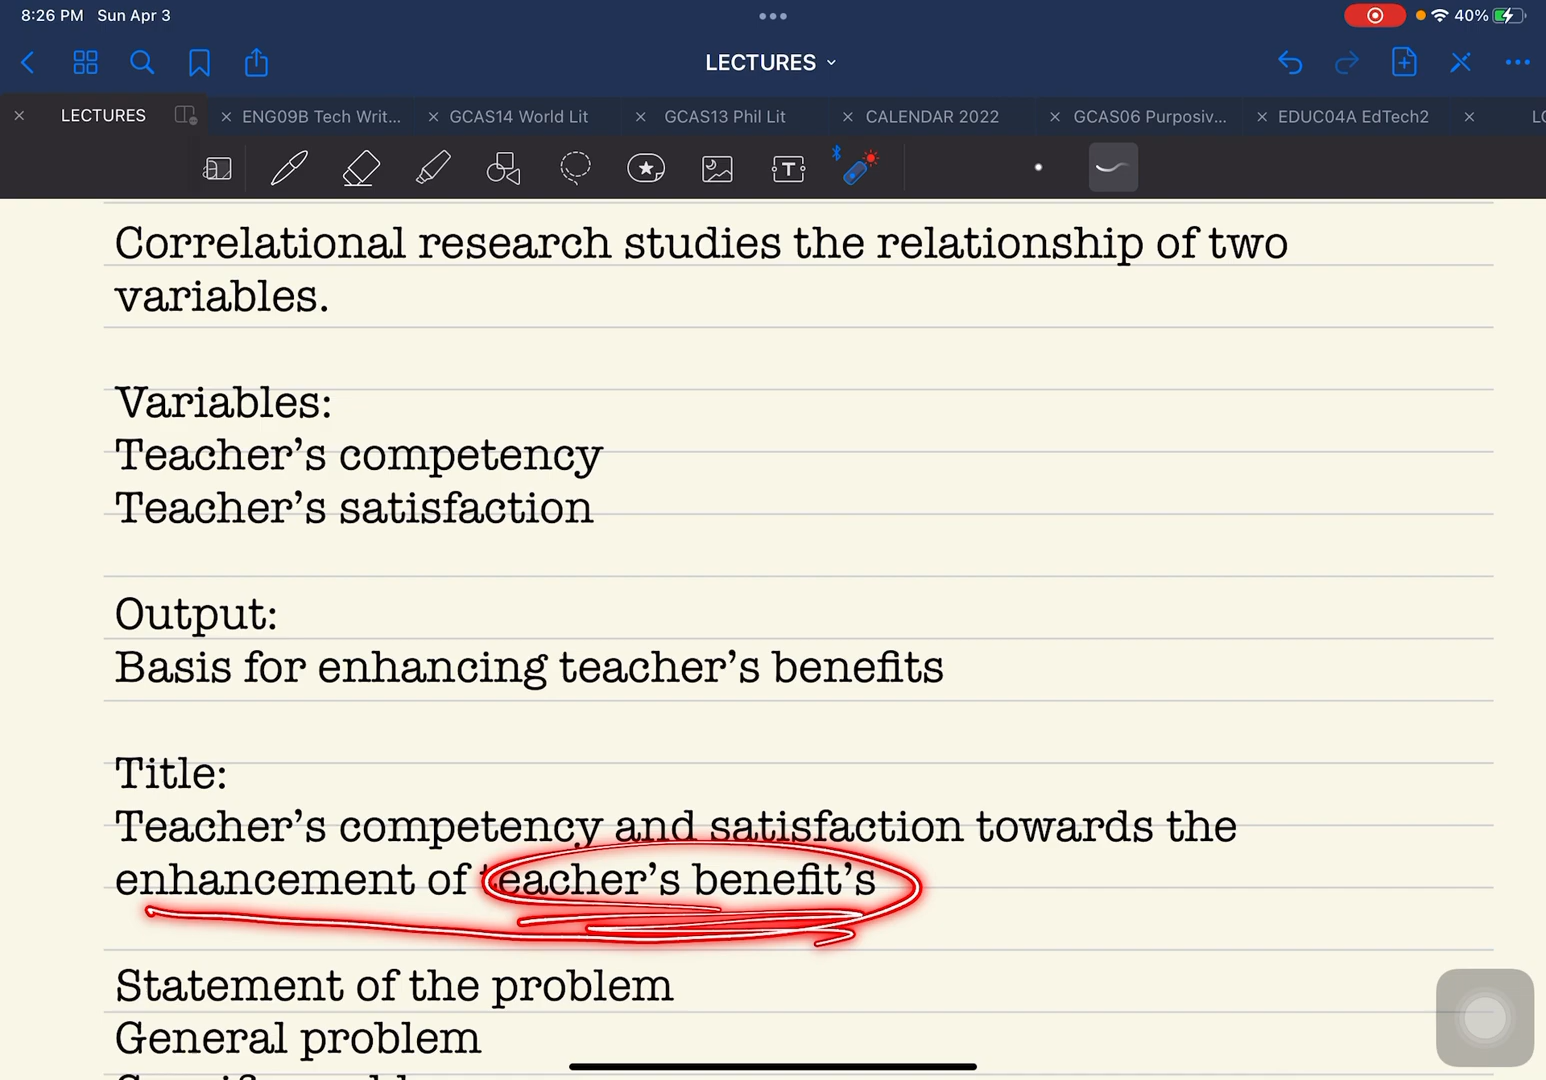 8:26 PM Sun Apr 3
40%
LECTURES
LECTURES
ENG09B Tech Writ...
GCAS14 World Lit
GCAS13 Phil Lit
CALENDAR 2022
GCAS06 Purposiv...
EDUC04A EdTech2
Correlational research studies the relationship of two
variables.
Variables:
Teacher's competency
Teacher's satisfaction
Output:
Basis for enhancing teacher's benefits
Title:
Teacher's competency and satisfaction towards the
enhancement of teacher's benefit's
Statement of the problem
General problem